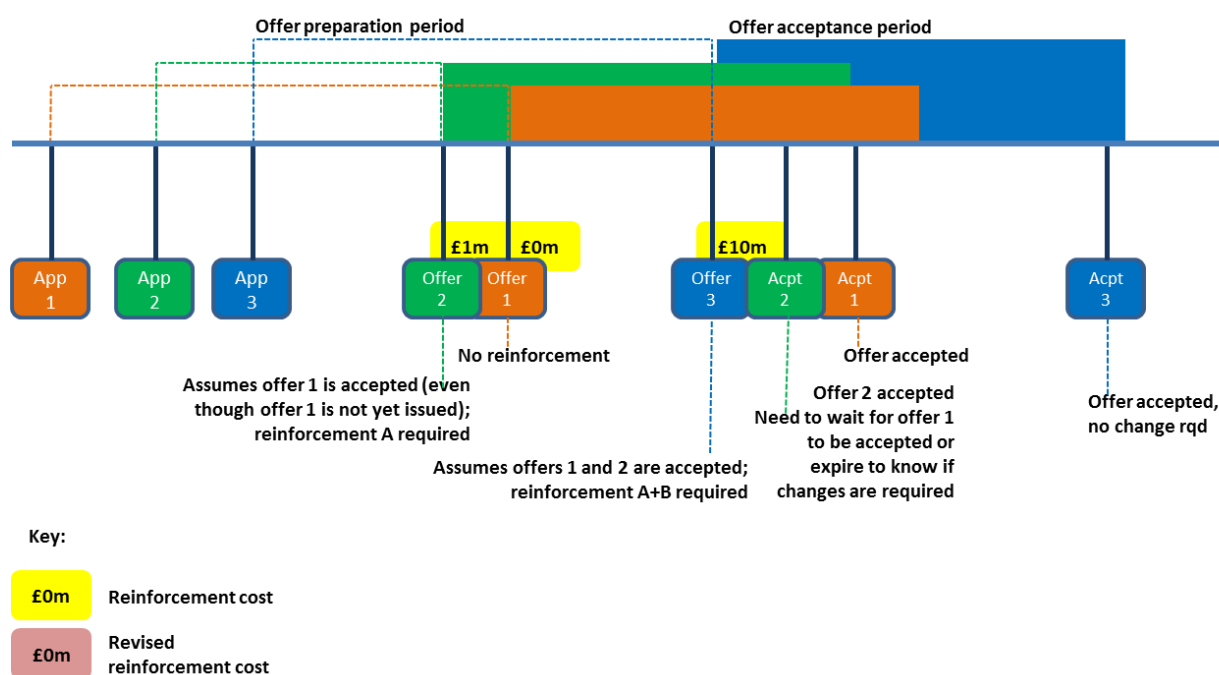 Offer preparation period
Offer acceptance period
£1m
£0m
£10m
App
1
App
2
App
3
Offer
2
Offer
1
Offer
3
Acpt
2
Acpt
1
Acpt
3
No reinforcement
Assumes offer 1 is accepted (even
though offer 1 is not yet issued);
reinforcement A required
Assumes offers 1 and 2 are accepted;
reinforcement A+B required
Offer accepted
Offer 2 accepted
Need to wait for offer 1
to be accepted or
expire to know if
changes are required
Offer accepted,
no change rqd
Key:
£0m
Reinforcement cost
£0m
Revised
reinforcement cost